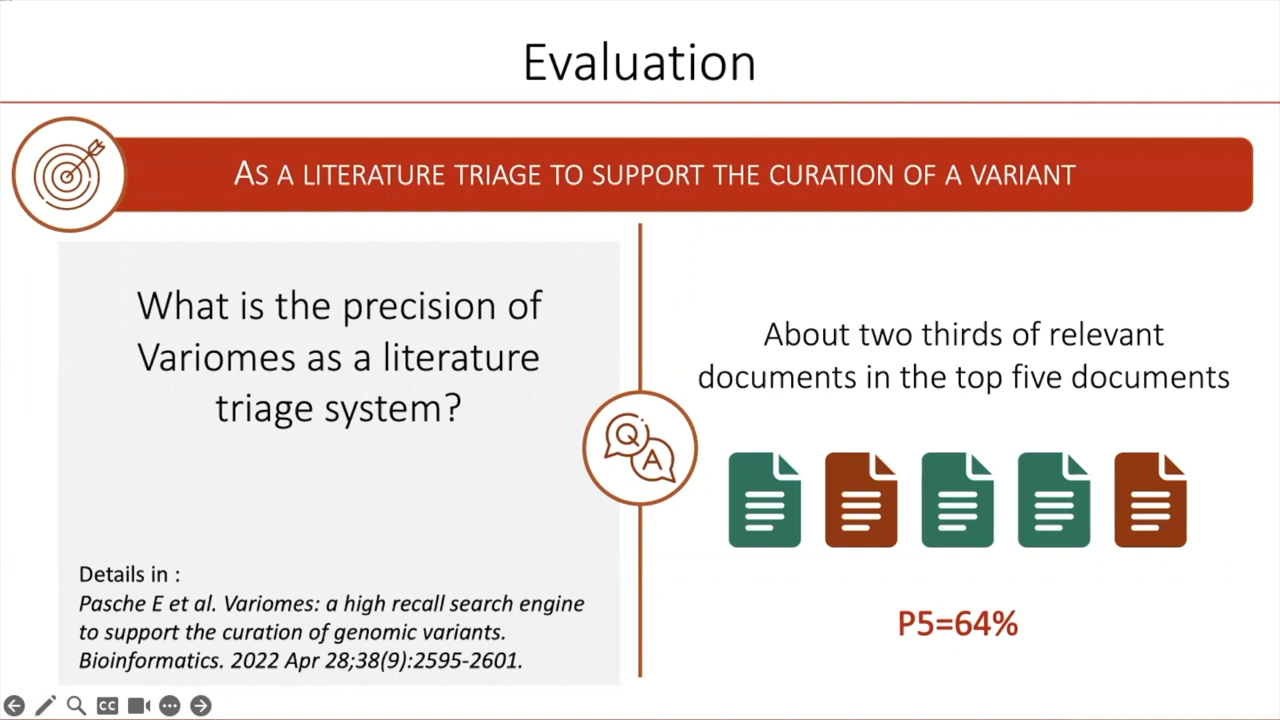 Evaluation
AS A LITERATURE TRIAGE TO SUPPORT THE CURATION OF A VARIANT
What is the precision of
Variomes as a literature
triage system?
Details in :
Pasche E et al. Variomes: a high recall search engine
to support the curation of genomic variants.
Bioinformatics. 2022 Apr 28;38(9):2595-2601.
Q
A
About two thirds of relevant
documents in the top five documents
P5=64%
CC